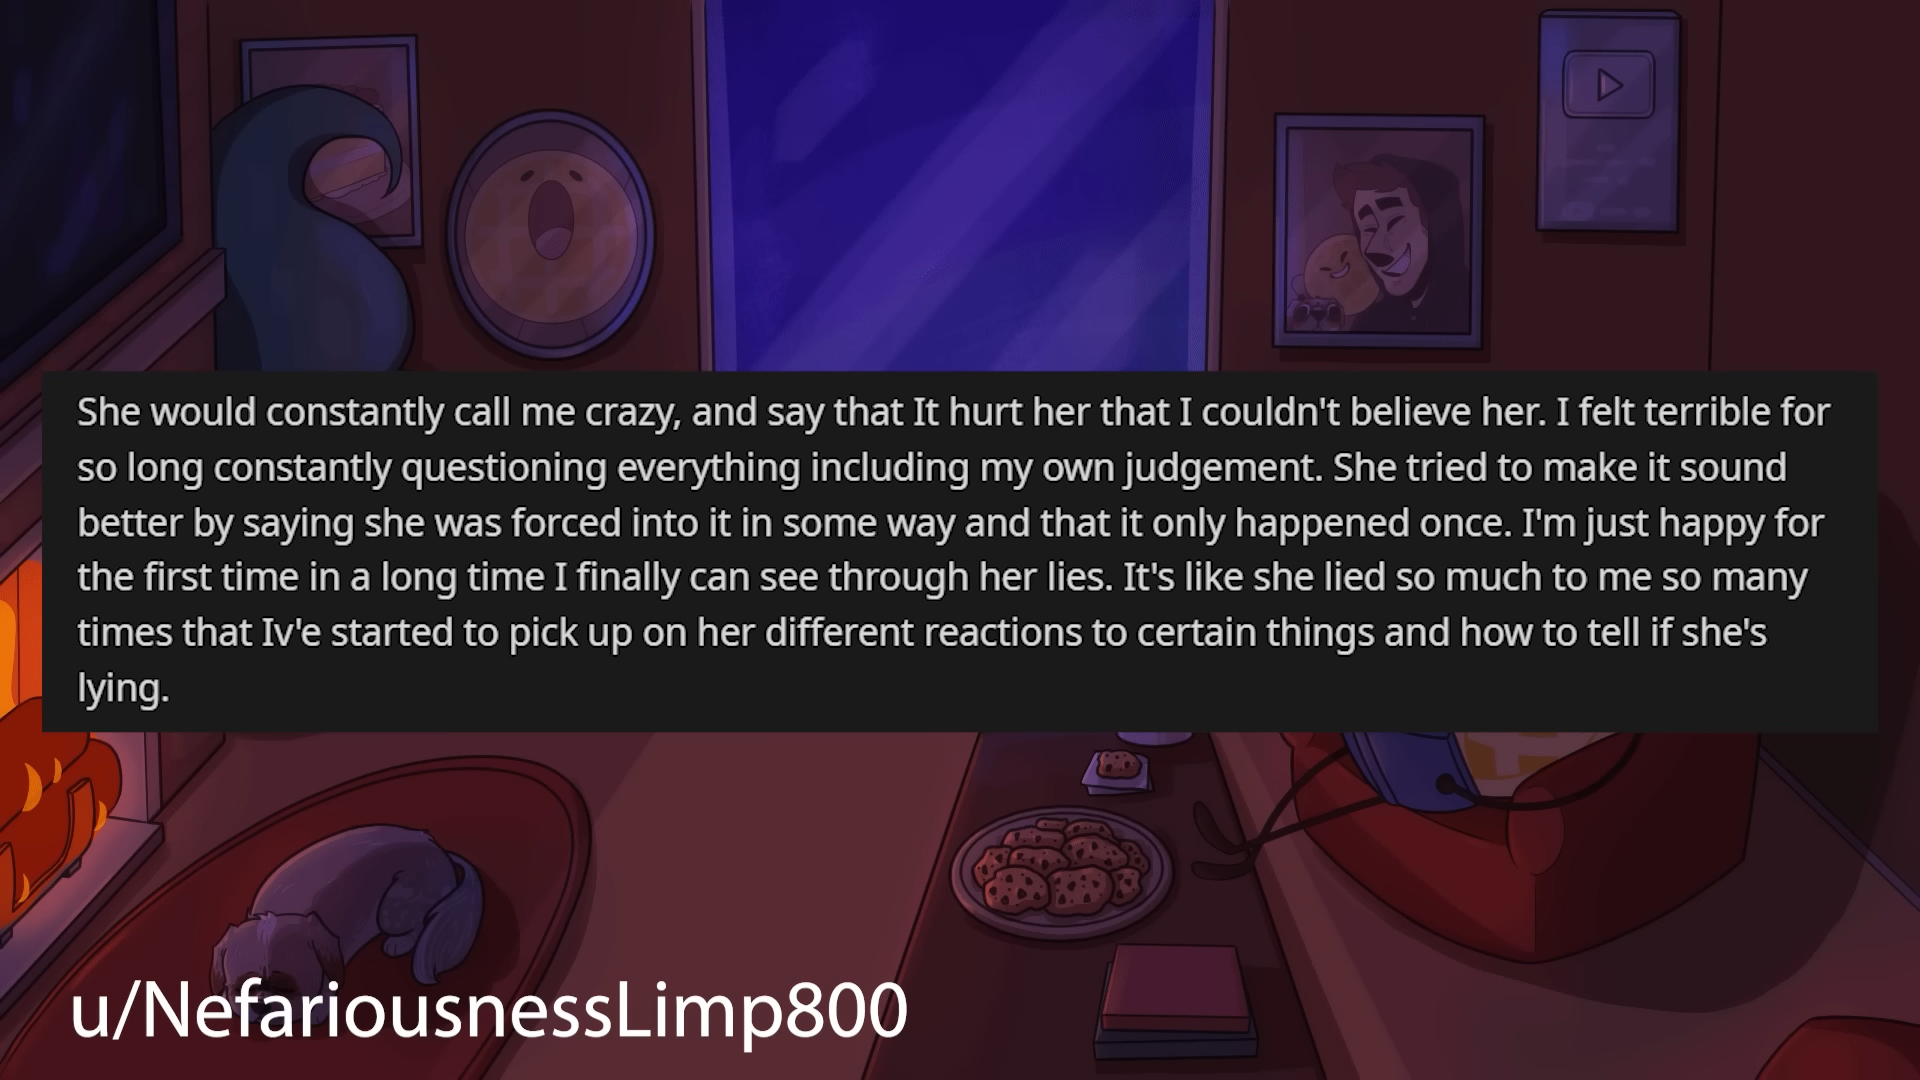 She would constantly call me crazy, and say that It hurt her that I couldn't believe her. I felt terrible for
so long constantly questioning everything including my own judgement. She tried to make it sound
better by saying she was forced into it in some way and that it only happened once. I'm just happy for
the first time in a long time I finally can see through her lies. It's like she lied so much to me so many
times that Iv'e started to pick up on her different reactions to certain things and how to tell if she's
lying.
u/NefariousnessLimp800